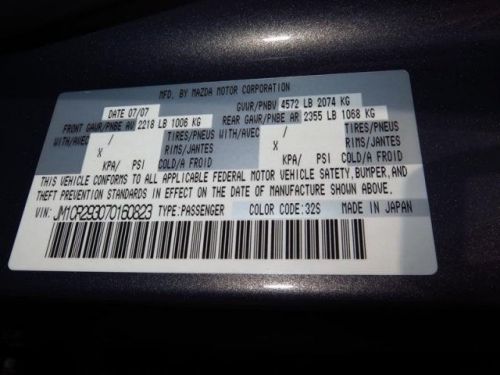 MFD. BY MAZDA MOTOR CORPORATION
DATE 07/07 GVWR/PNBV 4572 LB 2074 KG
FRONT GAWR/PNBE AV 2218 LB 1006 KG REAR GAWR/PNBE AR 2355 LB 1068 KG
WITH/AVEC / TIRES/PNEUS WITH/AVEC / TIRES/PNEUS
X RIMS/JANTES X RIMS/JANTES
KPA/ PSI COLD/A FROID KPA/ PSI COLD/A FROID
THIS VEHICLE CONFORMS TO ALL APPLICABLE FEDERAL MOTOR VEHICLE SAFETY, BUMPER, AND
THEFT PREVENTION STANDARDS IN EFFECT ON THE DATE OF MANUFACTURE SHOWN ABOVE.
VIN: JM1CR293070160823 TYPE:PASSENGER COLOR CODE:32S MADE IN JAPAN